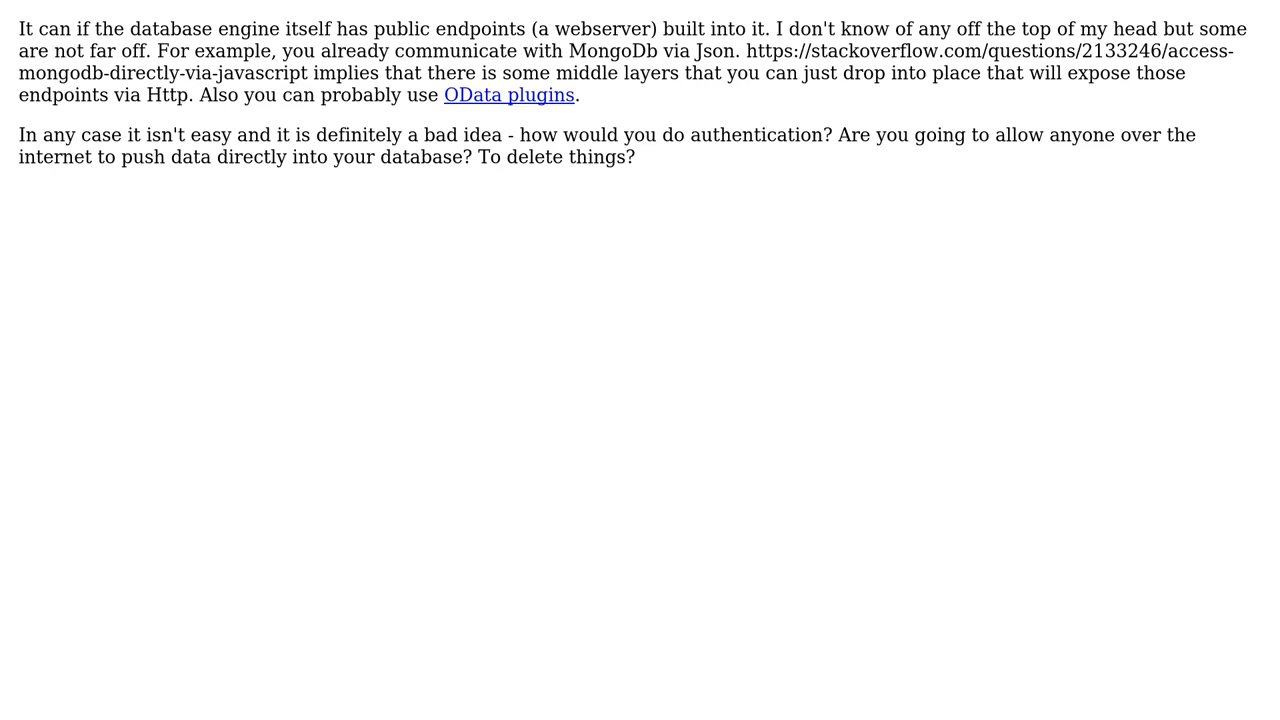 It can if the database engine itself has public endpoints (a webserver) built into it. I don't know of any off the top of my head but some
are not far off. For example, you already communicate with MongoDb via Json. https://stackoverflow.com/questions/2133246/access-
mongodb-directly-via-javascript implies that there is some middle layers that you can just drop into place that will expose those
endpoints via Http. Also you can probably use OData plugins.
In any case it isn't easy and it is definitely a bad idea - how would you do authentication? Are you going to allow anyone over the
internet to push data directly into your database? To delete things?